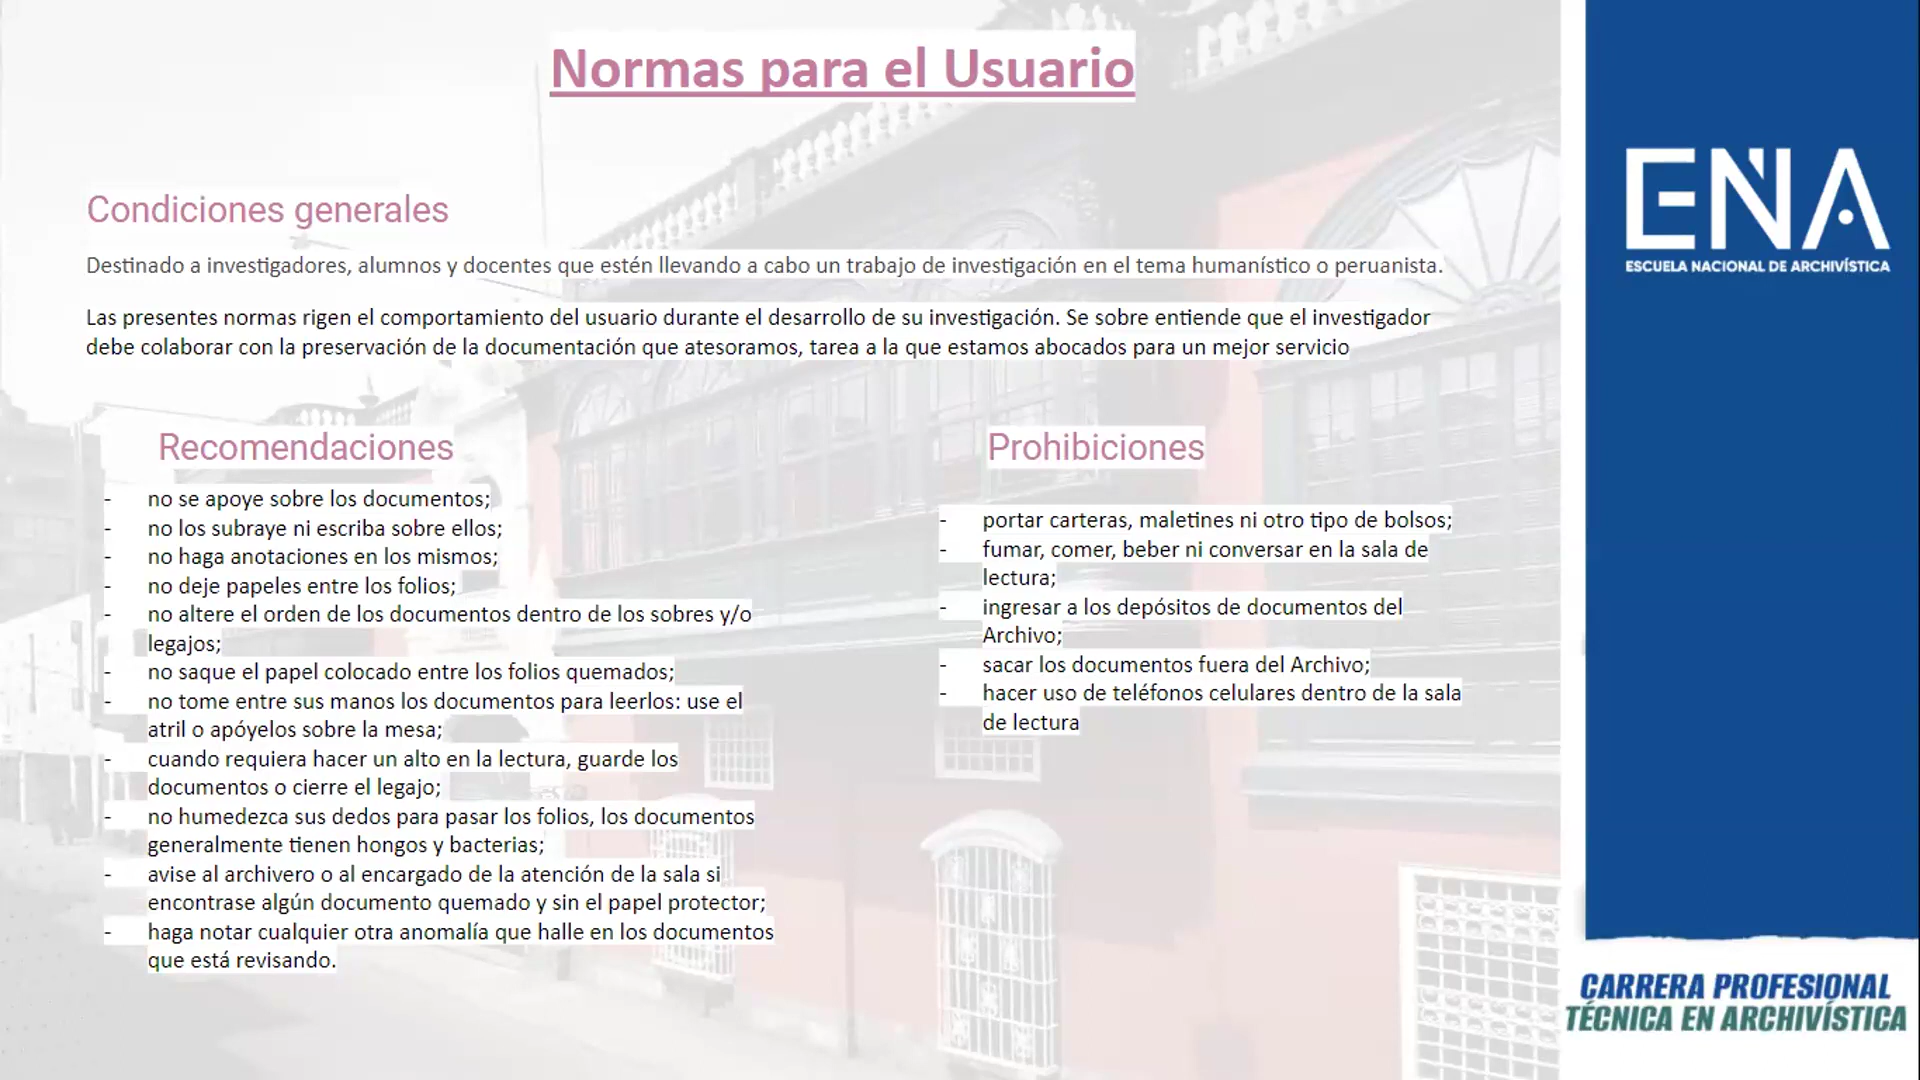 Normas para el Usuario
Condiciones generales
Destinado a investigadores, alumnos y docentes que estén llevando a cabo un trabajo de investigación en el tema humanístico o peruanista.
Las presentes normas rigen el comportamiento del usuario durante el desarrollo de su investigación. Se sobre entiende que el investigador
debe colaborar con la preservación de la documentación que atesoramos, tarea a la que estamos abocados para un mejor servicio
Recomendaciones
- no se apoye sobre los documentos;
- no los subraye ni escriba sobre ellos;
- no haga anotaciones en los mismos;
- no deje papeles entre los folios;
- no altere el orden de los documentos dentro de los sobres y/o
legajos;
- no saque el papel colocado entre los folios quemados;
- no tome entre sus manos los documentos para leerlos: use el
atril o apóyelos sobre la mesa;
- cuando requiera hacer un alto en la lectura, guarde los
documentos o cierre el legajo;
- no humedezca sus dedos para pasar los folios, los documentos
generalmente tienen hongos y bacterias;
- avise al archivero o al encargado de la atención de la sala si
encontrase algún documento quemado y sin el papel protector;
- haga notar cualquier otra anomalía que halle en los documentos
que está revisando.
Prohibiciones
- portar carteras, maletines ni otro tipo de bolsos;
- fumar, comer, beber ni conversar en la sala de
lectura;
- ingresar a los depósitos de documentos del
Archivo;
- sacar los documentos fuera del Archivo;
- hacer uso de teléfonos celulares dentro de la sala
de lectura
ENA
ESCUELA NACIONAL DE ARCHIVÍSTICA
CARRERA PROFESIONAL
TÉCNICA EN ARCHIVÍSTICA